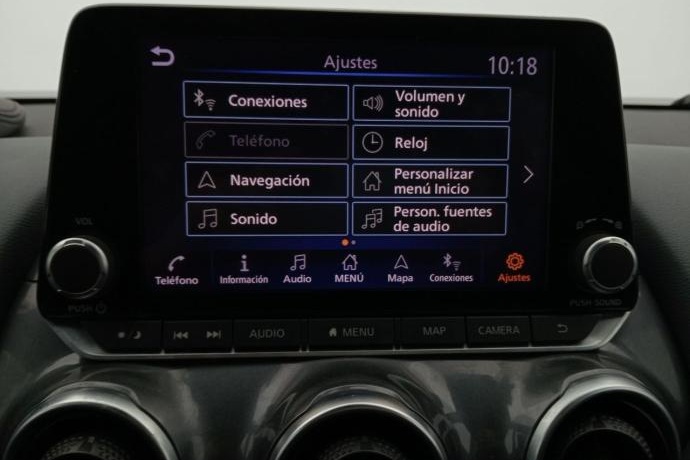 Ajustes
10:18
Conexiones
Volumen y
sonido
Teléfono
Reloj
Navegación
Personalizar
menú Inicio
Sonido
Person. fuentes
de audio
Teléfono
Información
Audio
MENÚ
Mapa
Conexiones
Ajustes
VOL
PUSH
PUSH SOUND
AUDIO
MENU
MAP
CAMERA